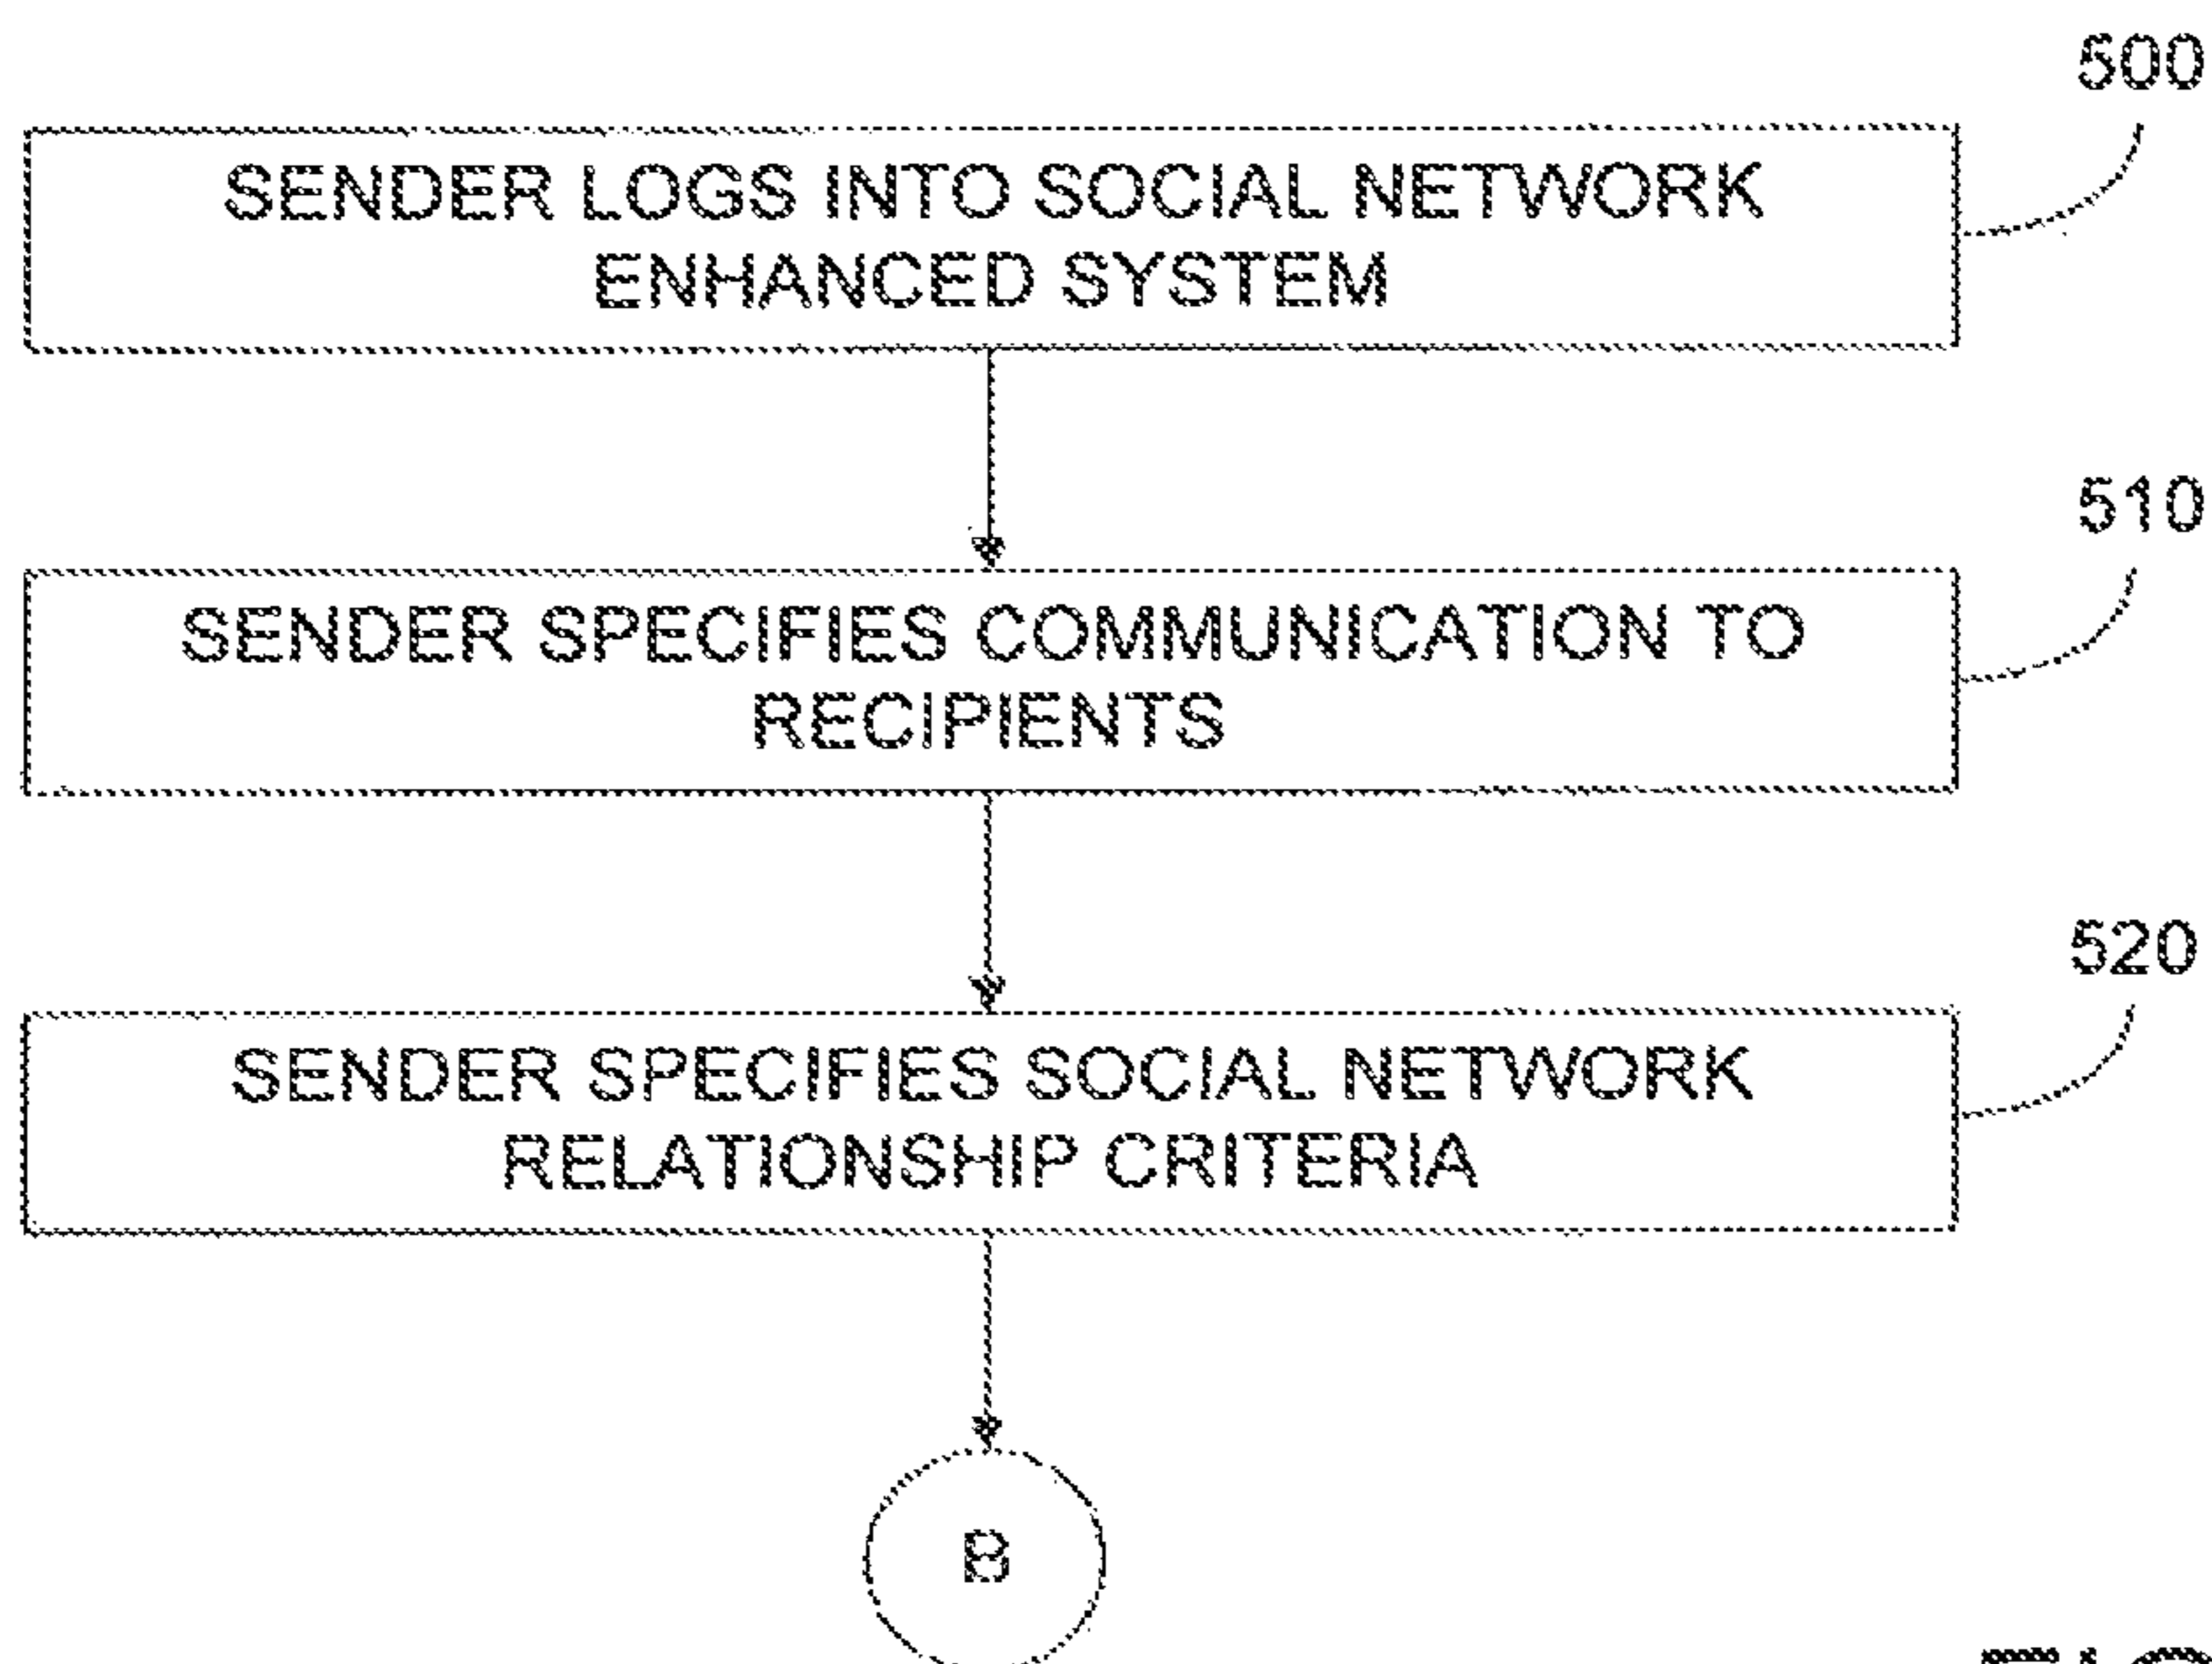 500
SENDER LOGS INTO SOCIAL NETWORK
ENHANCED SYSTEM
510
SENDER SPECIFIES COMMUNICATION TO
RECIPIENTS
520
SENDER SPECIFIES SOCIAL NETWORK
RELATIONSHIP CRITERIA
B